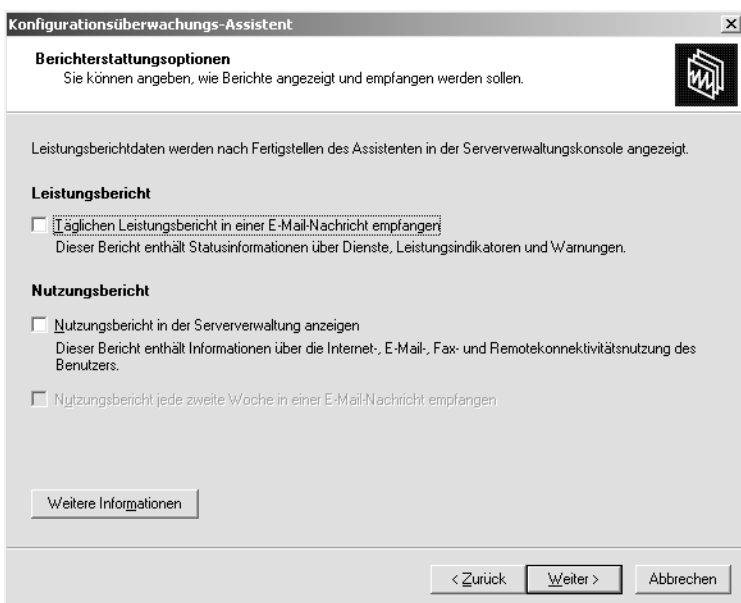 Konfigurationsüberwachungs-Assistent
Berichterstattungsoptionen
Sie können angeben, wie Berichte angezeigt und empfangen werden sollen.
Leistungsberichtdaten werden nach Fertigstellen des Assistenten in der Serververwaltungskonsole angezeigt.
Leistungsbericht
Täglichen Leistungsbericht in einer E-Mail-Nachricht empfangen
Dieser Bericht enthält Statusinformationen über Dienste, Leistungsindikatoren und Warnungen.
Nutzungsbericht
Nutzungsbericht in der Serververwaltung anzeigen
Dieser Bericht enthält Informationen über die Internet-, E-Mail-, Fax- und Remotekonnektivitätsnutzung des
Benutzers.
Nutzungsbericht jede zweite Woche in einer E-Mail-Nachricht empfangen
Weitere Informationen
< Zurück Weiter > Abbrechen